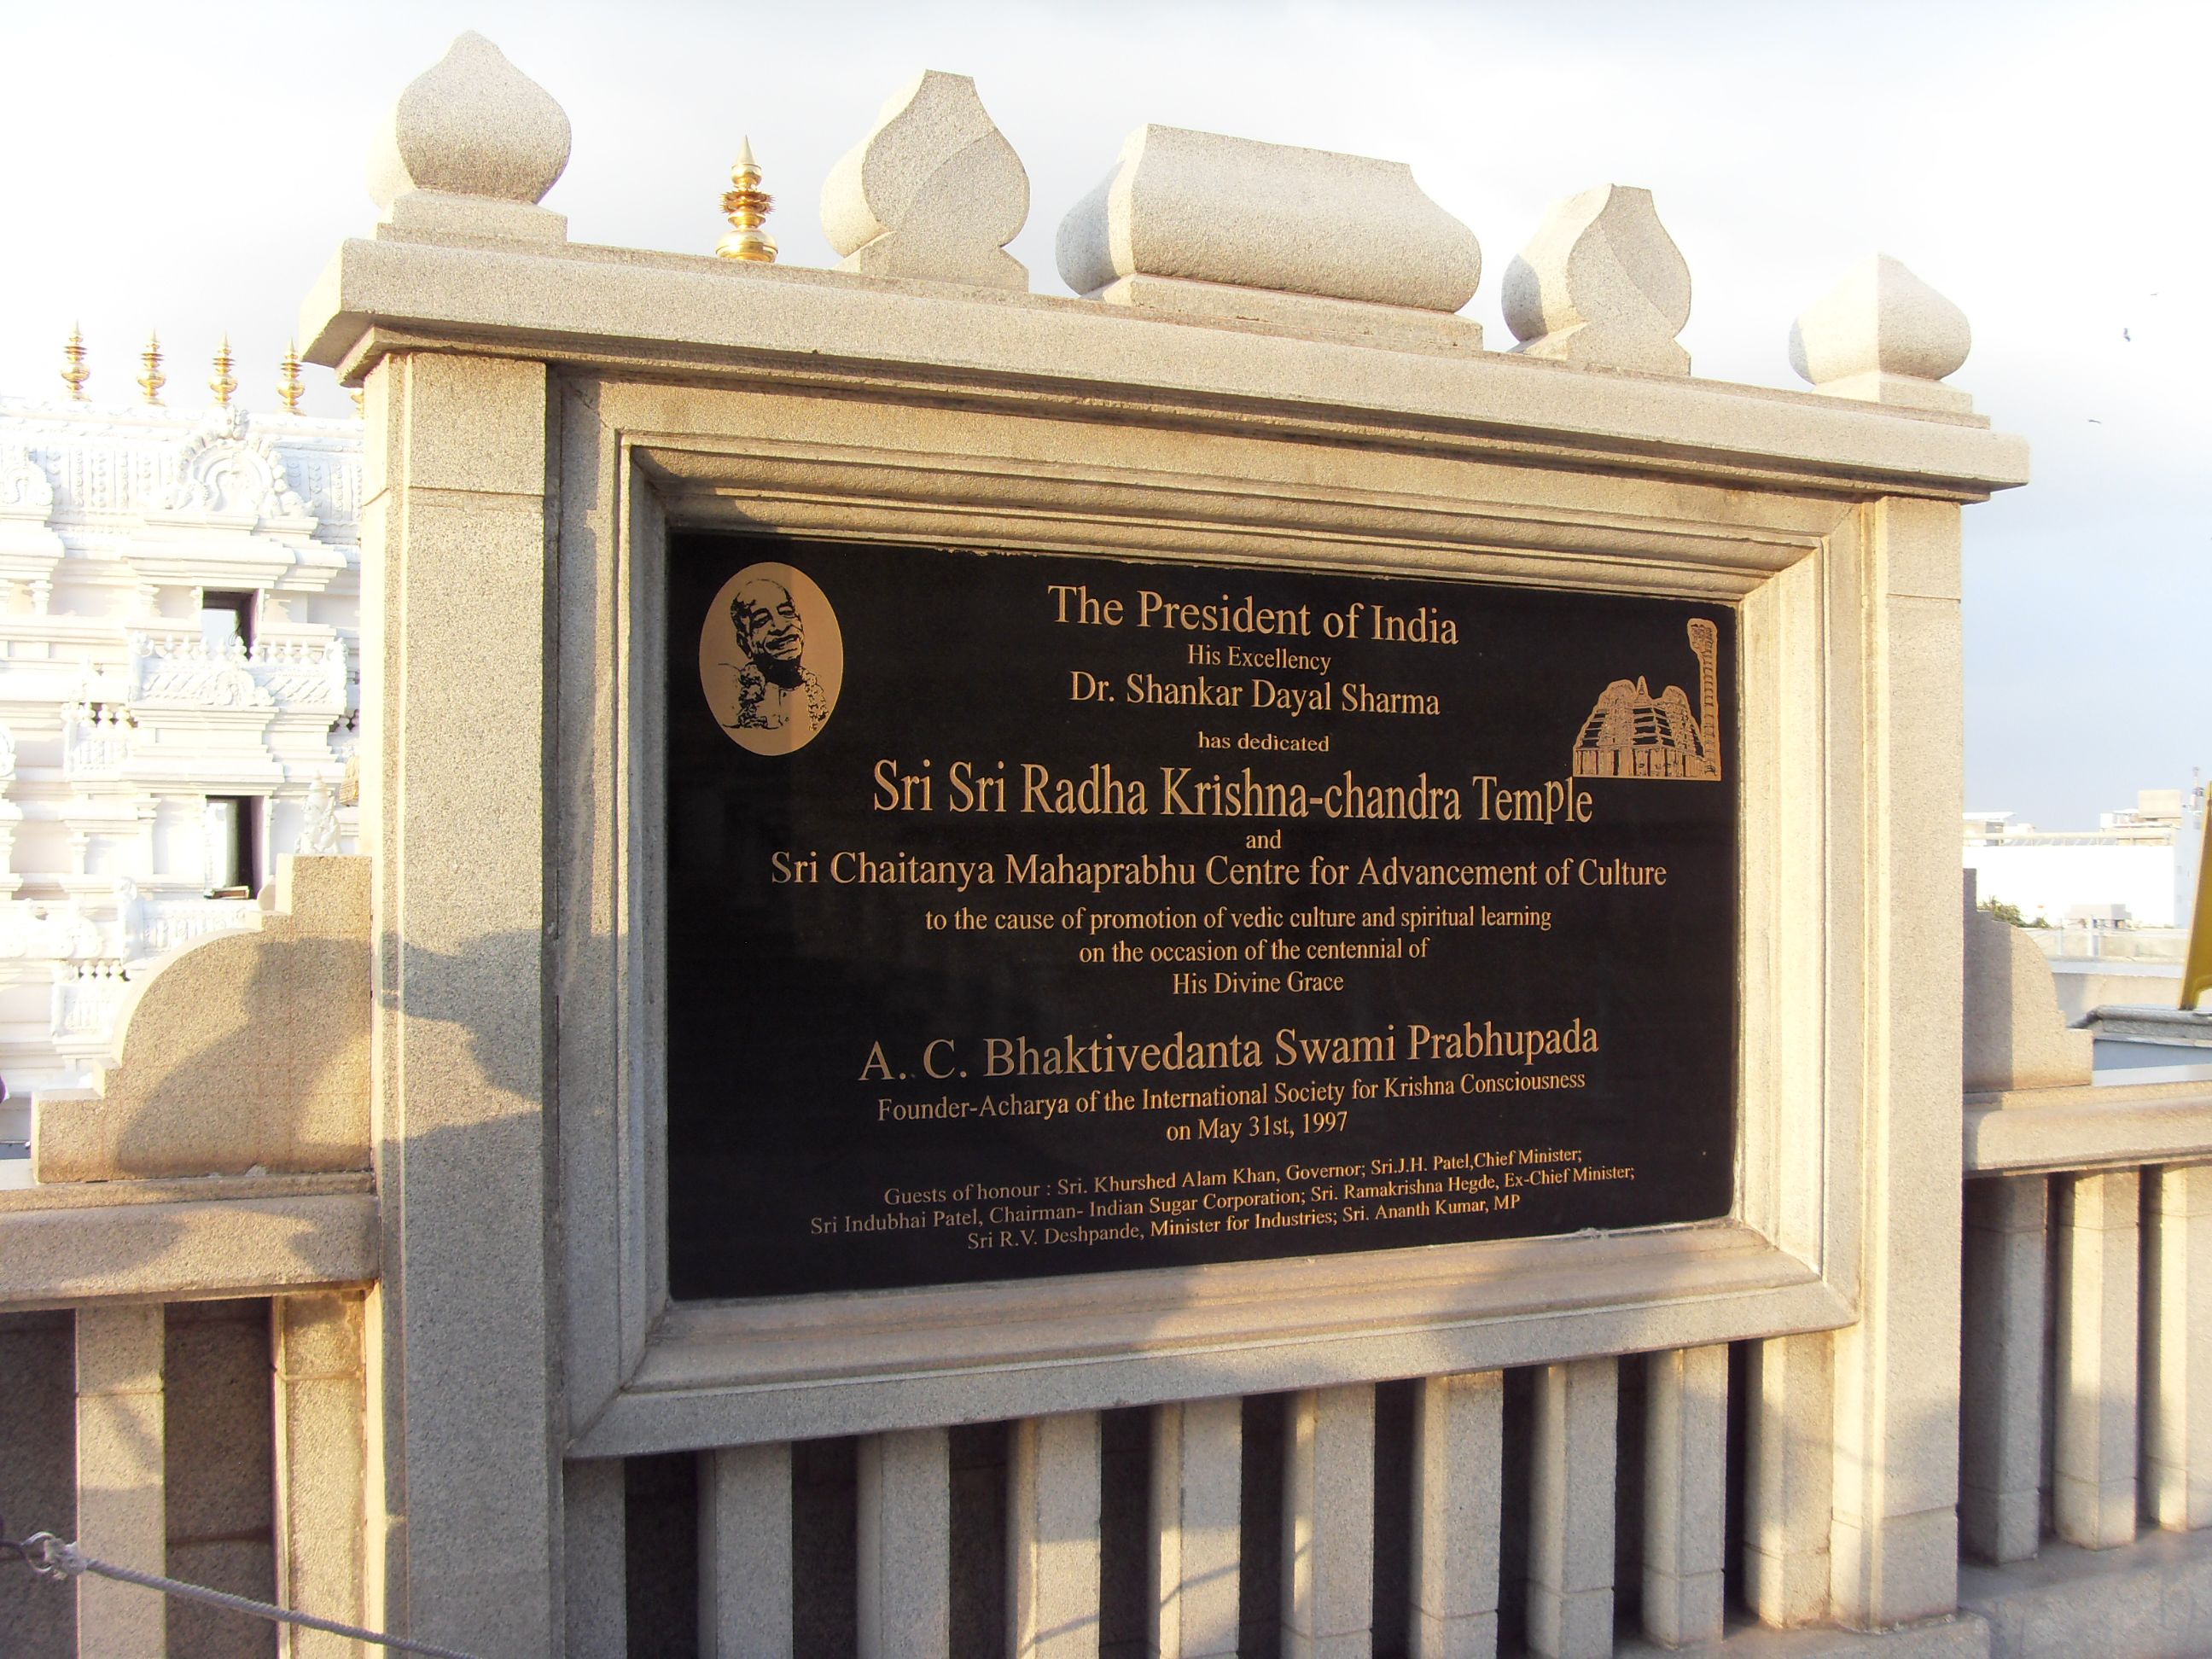 The President of India
His Excellency
Dr. Shankar Dayal Sharma
has dedicated
Sri Sri Radha Krishna-chandra Temple
and
Sri Chaitanya Mahaprabhu Centre for Advancement of Culture
to the cause of promotion of vedic culture and spiritual learning
on the occasion of the centennial of
His Divine Grace
A. C. Bhaktivedanta Swami Prabhupada
Founder-Acharya of the International Society for Krishna Consciousness
on May 31st, 1997
Guests of honour : Sri. Khurshed Alam Khan, Governor; Sri.J.H. Patel,Chief Minister;
Sri Indubhai Patel, Chairman- Indian Sugar Corporation; Sri. Ramakrishna Hegde, Ex-Chief Minister;
Sri R.V. Deshpande, Minister for Industries; Sri. Ananth Kumar, MP